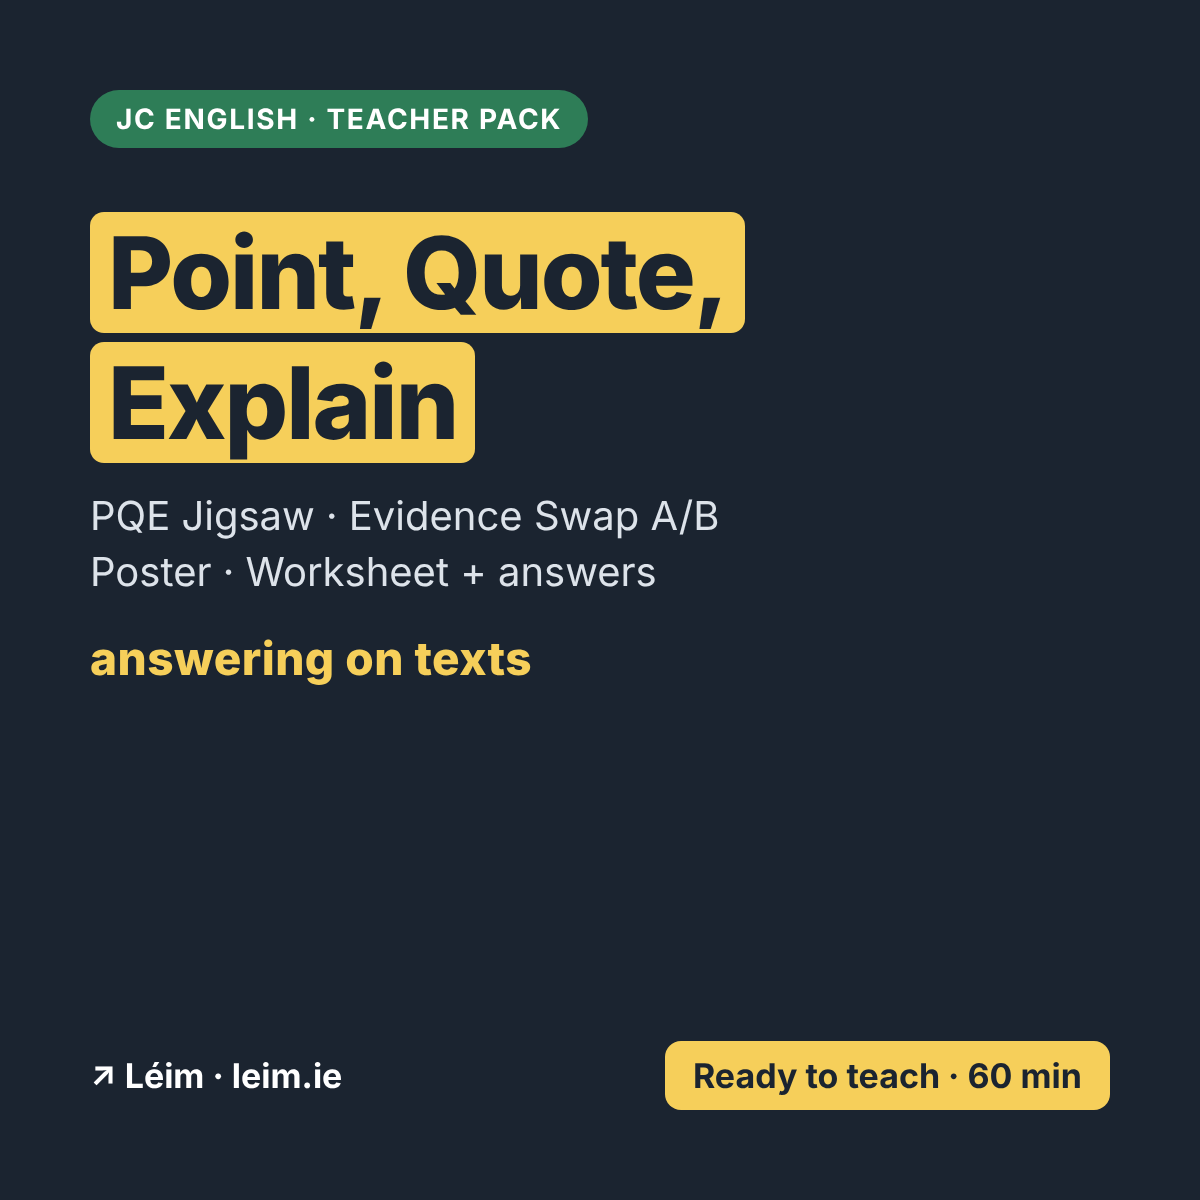 JC ENGLISH · TEACHER PACK
Point, Quote,
Explain
PQE Jigsaw · Evidence Swap A/B
Poster · Worksheet + answers
answering on texts
↗ Léim · leim.ie
Ready to teach · 60 min